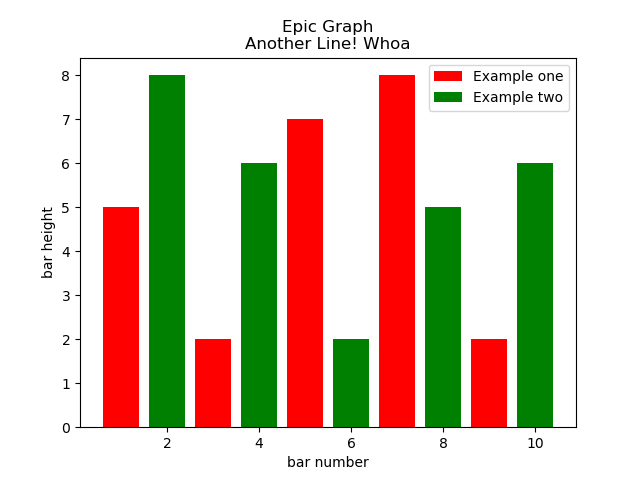 Epic Graph
Another Line! Whoa
Example one
Example two
8
7
6
5
4
3
2
1
0
bar height
2 4 6 8 10
bar number